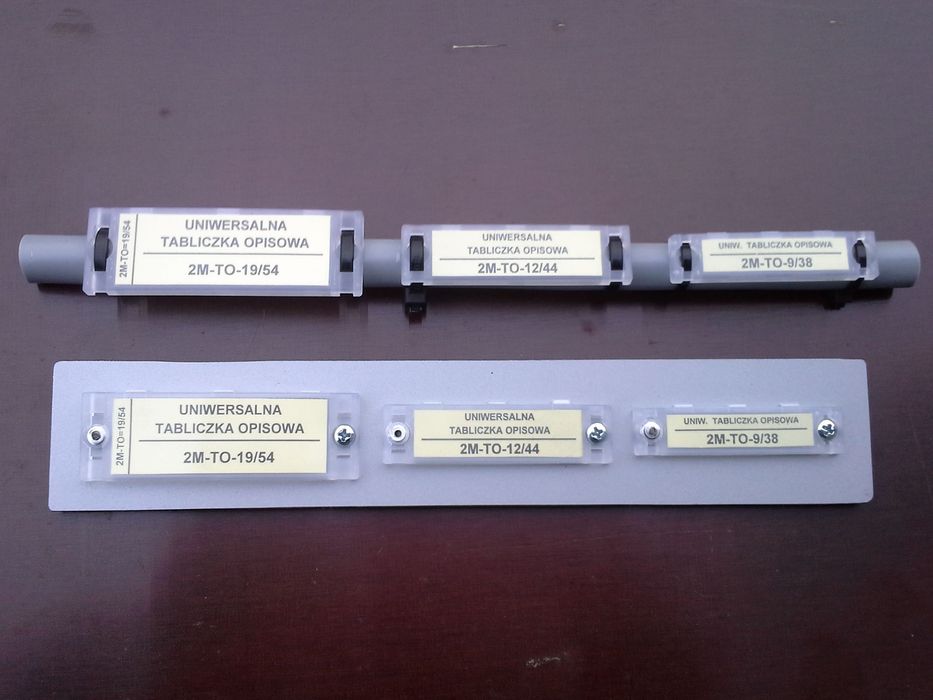 2M-TO=19/54
UNIWERSALNA
TABLICZKA OPISOWA
2M-TO-19/54
UNIWERSALNA
TABLICZKA OPISOWA
2M-TO-12/44
UNIW. TABLICZKA OPISOWA
2M-TO-9/38
2M-TO=19/54
UNIWERSALNA
TABLICZKA OPISOWA
2M-TO-19/54
UNIWERSALNA
TABLICZKA OPISOWA
2M-TO-12/44
UNIW. TABLICZKA OPISOWA
2M-TO-9/38